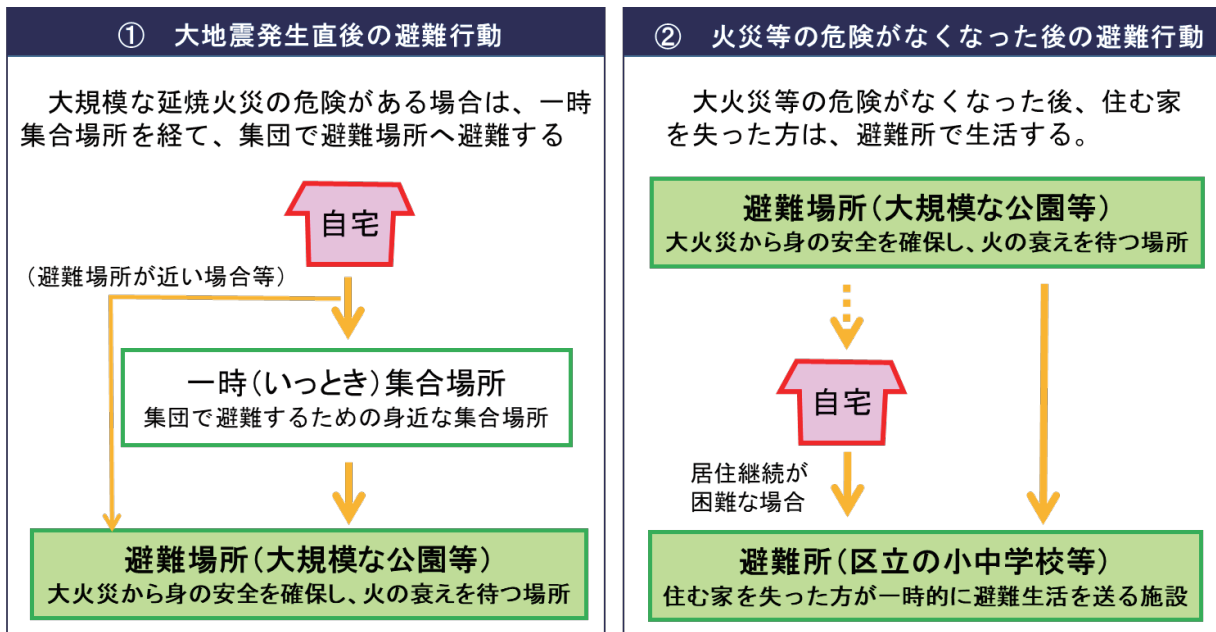 ① 大地震発生直後の避難行動
大規模な延焼火災の危険がある場合は、一時
集合場所を経て、集団で避難場所へ避難する
自宅
（避難場所が近い場合等）
一時（いっとき）集合場所
集団で避難するための身近な集合場所
避難場所（大規模な公園等）
大火災から身の安全を確保し、火の衰えを待つ場所
② 火災等の危険がなくなった後の避難行動
大火災等の危険がなくなった後、住む家
を失った方は、避難所で生活する。
避難場所（大規模な公園等）
大火災から身の安全を確保し、火の衰えを待つ場所
自宅
居住継続が
困難な場合
避難所（区立の小中学校等）
住む家を失った方が一時的に避難生活を送る施設